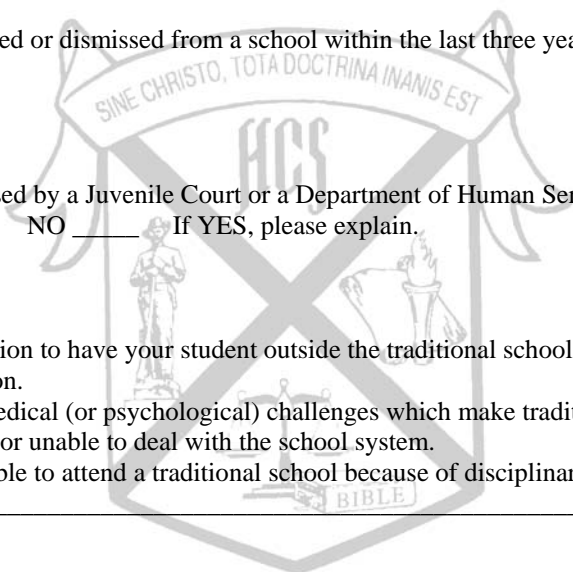 ed or dismissed from a school within the last three yea
SINE CHRISTO, TOTA DOCTRINA INANIS EST
HCS
ed by a Juvenile Court or a Department of Human Ser
NO _____ If YES, please explain.
ion to have your student outside the traditional school
on.
edical (or psychological) challenges which make tradit
or unable to deal with the school system.
ble to attend a traditional school because of disciplinar
BIBLE